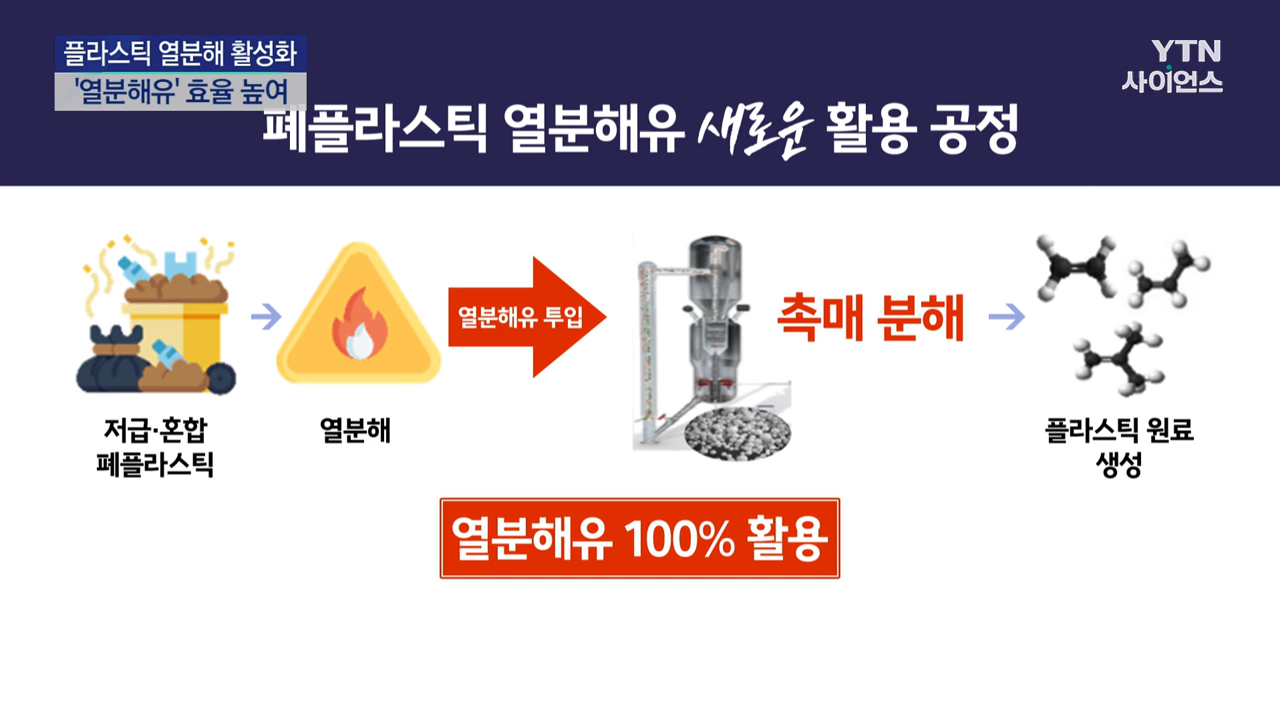 플라스틱 열분해 활성화
'열분해유' 효율 높여
YTN
사이언스
폐플라스틱 열분해유 새로운 활용 공정
열분해유 투입
촉매 분해
저급·혼합
폐플라스틱
열분해
플라스틱 원료
생성
열분해유 100% 활용